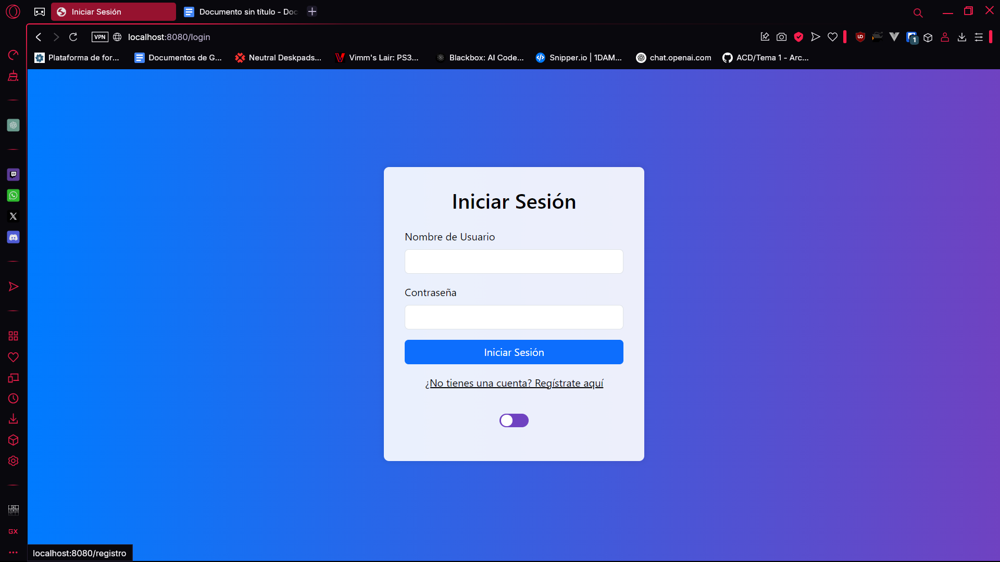 Iniciar Sesión
Documento sin título - Doc
VPN
localhost:8080/login
1
Plataforma de for...
Documentos de G...
Neutral Deskpads...
Vimm's Lair: PS3...
Blackbox: AI Code...
Snipper.io | 1DAM...
chat.openai.com
ACD/Tema 1 - Arc...
Iniciar Sesión
Nombre de Usuario
Contraseña
Iniciar Sesión
¿No tienes una cuenta? Regístrate aquí
GX
localhost:8080/registro